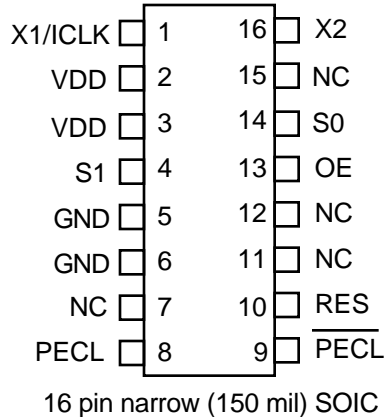 X1/ICLK 1 16 X2
VDD 2 15 NC
VDD 3 14 S0
S1 4 13 OE
GND 5 12 NC
GND 6 11 NC
NC 7 10 RES
PECL 8 9 P̅E̅C̅L̅
16 pin narrow (150 mil) SOIC